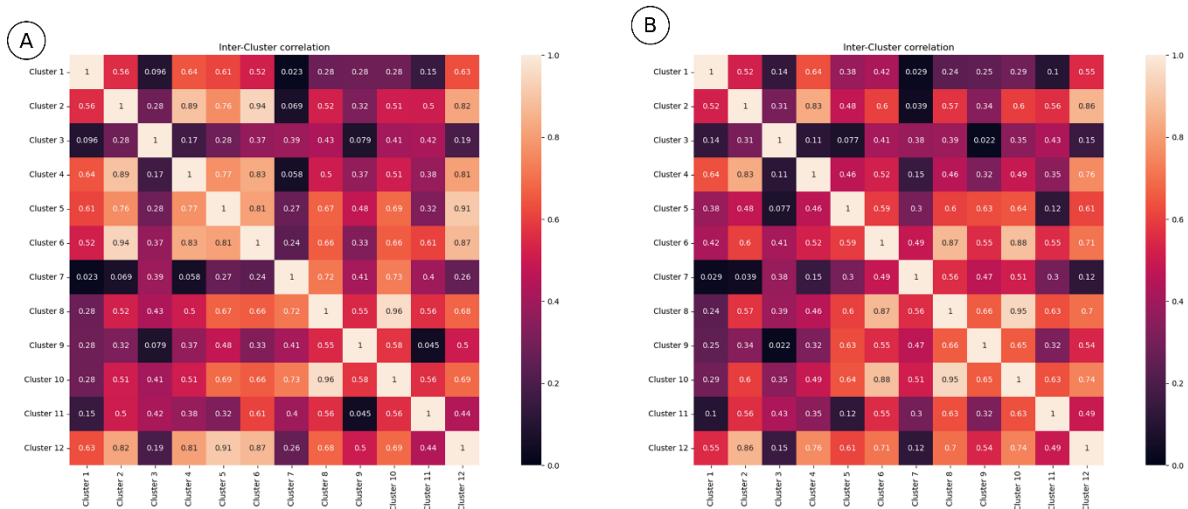 A
Inter-Cluster correlation
Cluster 1 1 0.56 0.096 0.64 0.61 0.52 0.023 0.28 0.28 0.28 0.15 0.63
Cluster 2 0.56 1 0.28 0.89 0.76 0.94 0.069 0.52 0.32 0.51 0.5 0.82
Cluster 3 0.096 0.28 1 0.17 0.28 0.37 0.39 0.43 0.079 0.41 0.42 0.19
Cluster 4 0.64 0.89 0.17 1 0.77 0.83 0.058 0.5 0.37 0.51 0.38 0.81
Cluster 5 0.61 0.76 0.28 0.77 1 0.81 0.27 0.67 0.48 0.69 0.32 0.91
Cluster 6 0.52 0.94 0.37 0.83 0.81 1 0.24 0.66 0.33 0.66 0.61 0.87
Cluster 7 0.023 0.069 0.39 0.058 0.27 0.24 1 0.72 0.41 0.73 0.4 0.26
Cluster 8 0.28 0.52 0.43 0.5 0.67 0.66 0.72 1 0.55 0.96 0.56 0.68
Cluster 9 0.28 0.32 0.079 0.37 0.48 0.33 0.41 0.55 1 0.58 0.045 0.5
Cluster 10 0.28 0.51 0.41 0.51 0.69 0.66 0.73 0.96 0.58 1 0.56 0.69
Cluster 11 0.15 0.5 0.42 0.38 0.32 0.61 0.4 0.56 0.045 0.56 1 0.44
Cluster 12 0.63 0.82 0.19 0.81 0.91 0.87 0.26 0.68 0.5 0.69 0.44 1
Cluster 1 Cluster 2 Cluster 3 Cluster 4 Cluster 5 Cluster 6 Cluster 7 Cluster 8 Cluster 9 Cluster 10 Cluster 11 Cluster 12
1.0
0.8
0.6
0.4
0.2
0.0
B
Inter-Cluster correlation
Cluster 1 1 0.52 0.14 0.64 0.38 0.42 0.029 0.24 0.25 0.29 0.1 0.55
Cluster 2 0.52 1 0.31 0.83 0.48 0.6 0.039 0.57 0.34 0.6 0.56 0.86
Cluster 3 0.14 0.31 1 0.11 0.077 0.41 0.38 0.39 0.022 0.35 0.43 0.15
Cluster 4 0.64 0.83 0.11 1 0.46 0.52 0.15 0.46 0.32 0.49 0.35 0.76
Cluster 5 0.38 0.48 0.077 0.46 1 0.59 0.3 0.6 0.63 0.64 0.12 0.61
Cluster 6 0.42 0.6 0.41 0.52 0.59 1 0.49 0.87 0.55 0.88 0.55 0.71
Cluster 7 0.029 0.039 0.38 0.15 0.3 0.49 1 0.56 0.47 0.51 0.3 0.12
Cluster 8 0.24 0.57 0.39 0.46 0.6 0.87 0.56 1 0.66 0.95 0.63 0.7
Cluster 9 0.25 0.34 0.022 0.32 0.63 0.55 0.47 0.66 1 0.65 0.32 0.54
Cluster 10 0.29 0.6 0.35 0.49 0.64 0.88 0.51 0.95 0.65 1 0.63 0.74
Cluster 11 0.1 0.56 0.43 0.35 0.12 0.55 0.3 0.63 0.32 0.63 1 0.49
Cluster 12 0.55 0.86 0.15 0.76 0.61 0.71 0.12 0.7 0.54 0.74 0.49 1
Cluster 1 Cluster 2 Cluster 3 Cluster 4 Cluster 5 Cluster 6 Cluster 7 Cluster 8 Cluster 9 Cluster 10 Cluster 11 Cluster 12
1.0
0.8
0.6
0.4
0.2
0.0